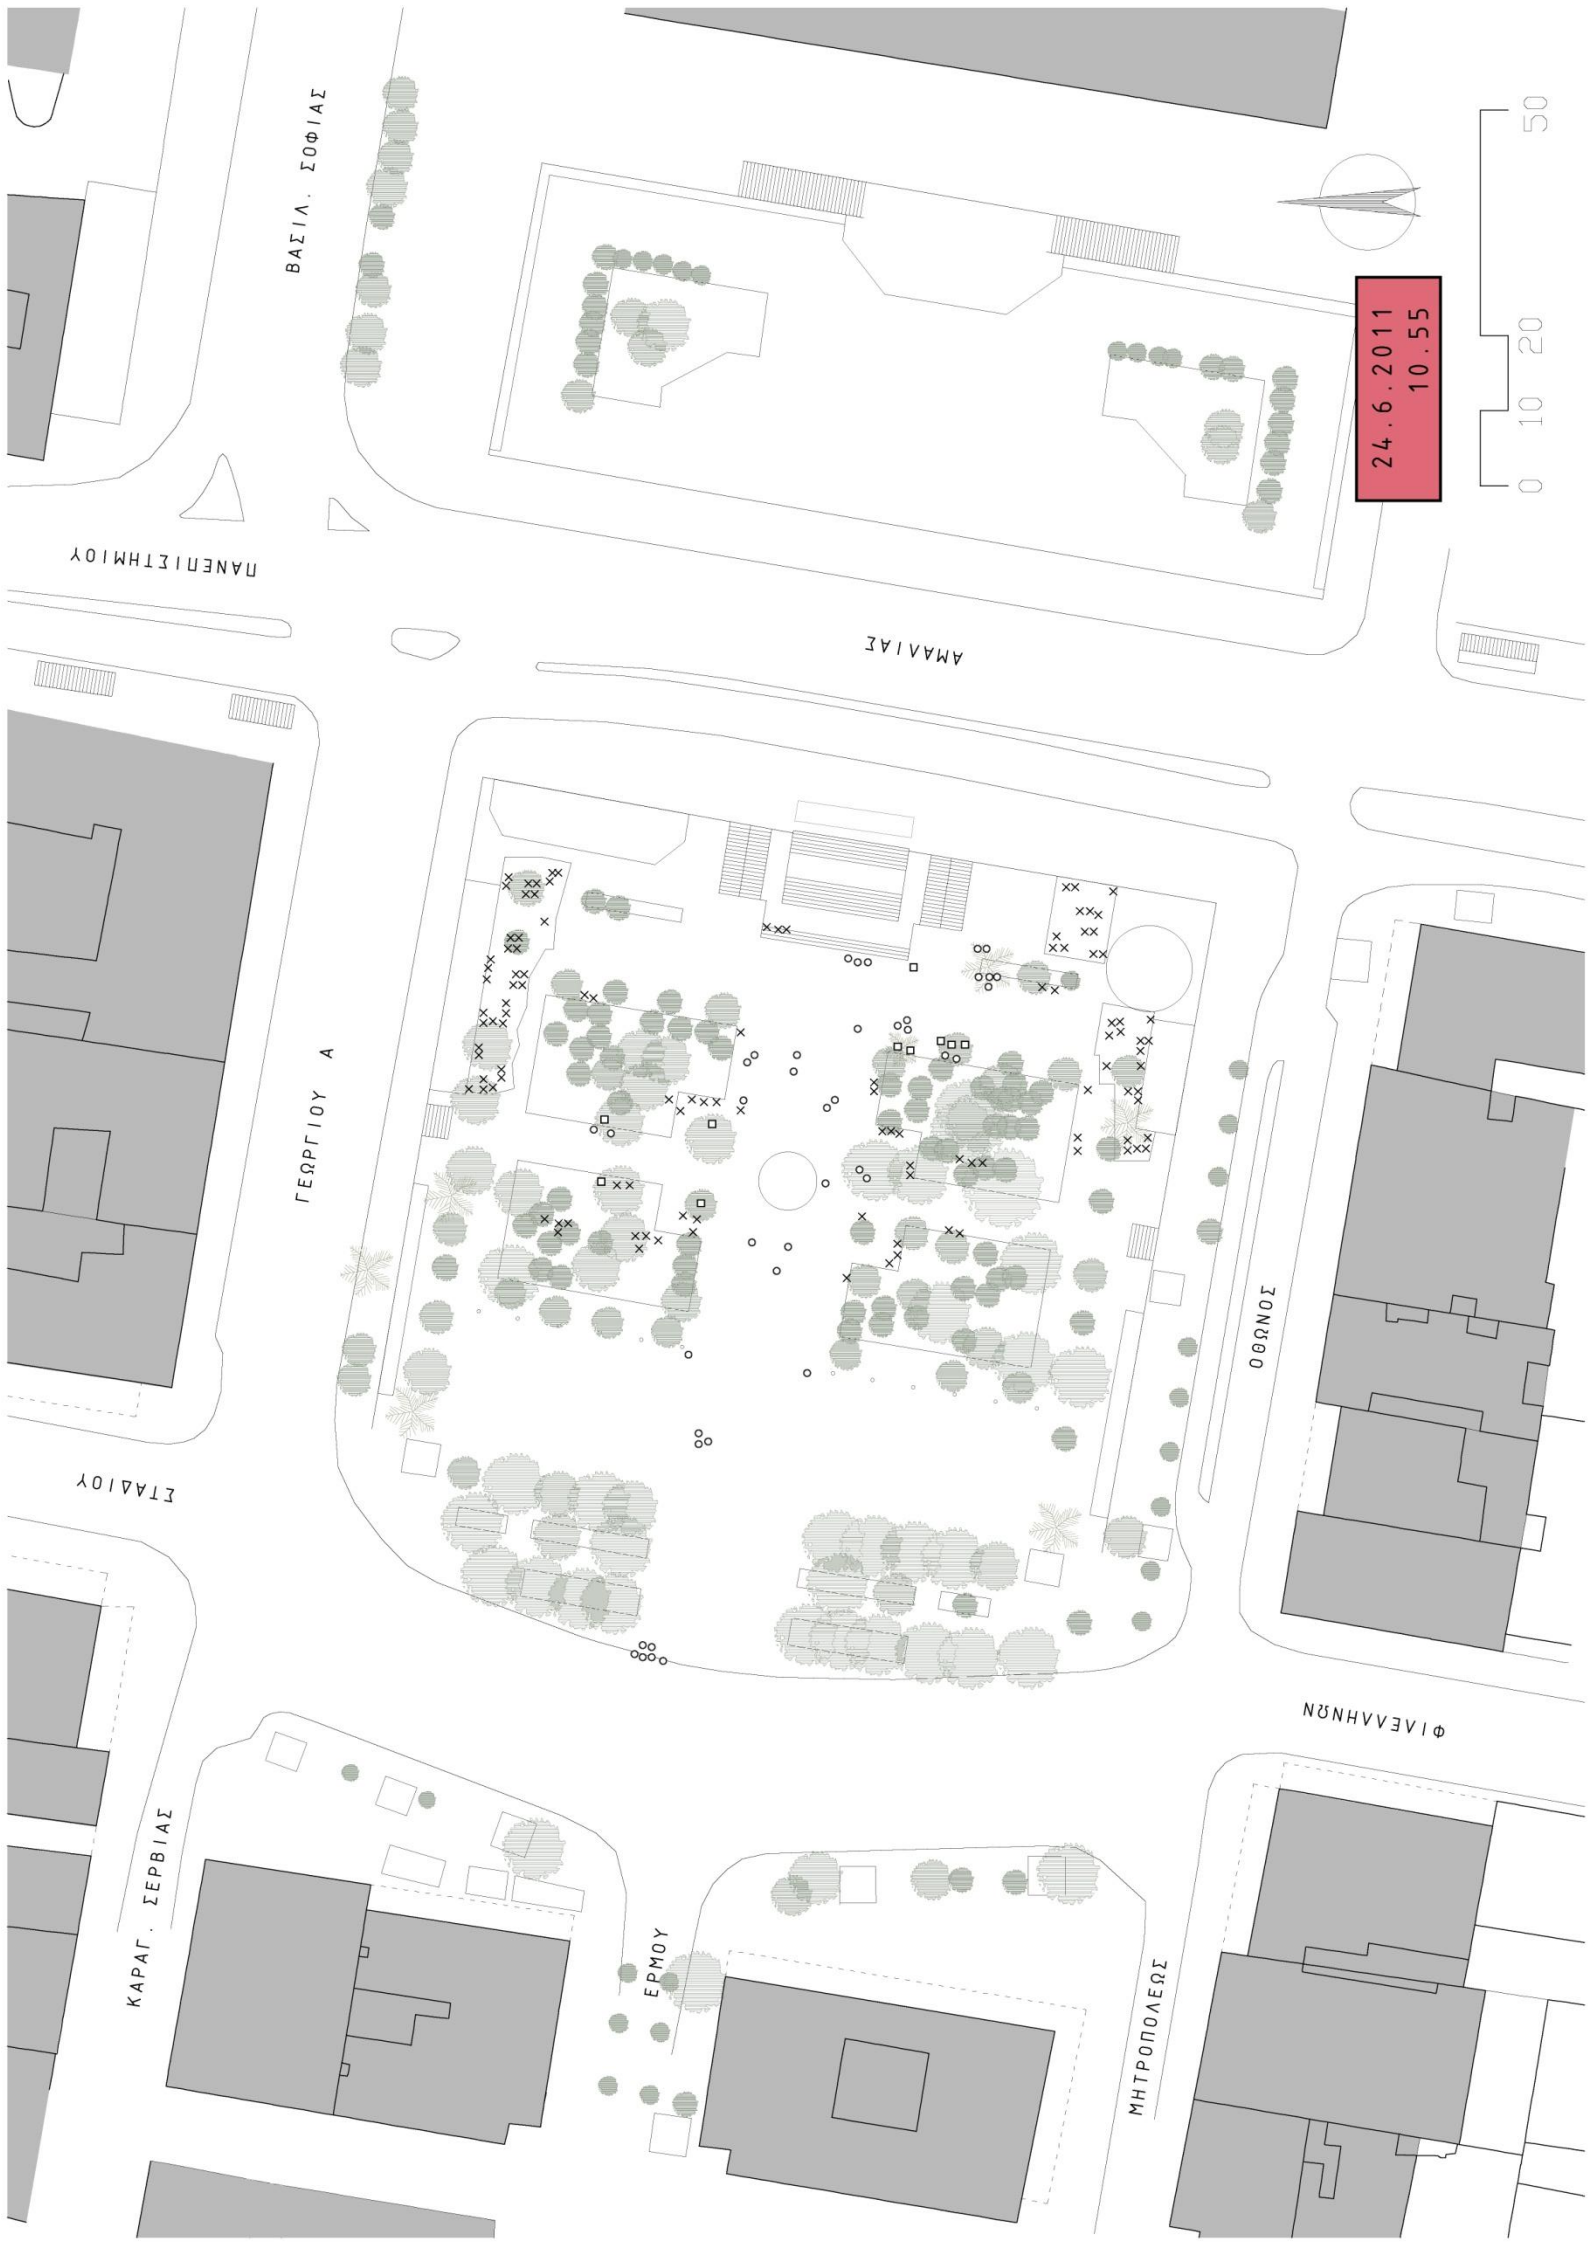 ΒΑΣΙΛ. ΣΟΦΙΑΣ
ΠΑΝΕΠΙΣΤΗΜΙΟΥ
ΑΜΑΛΙΑΣ
24.6.2011
10.55
0 10 20 50
ΓΕΩΡΓΙΟΥ Α
ΟΘΩΝΟΣ
ΣΤΑΔΙΟΥ
ΦΙΛΕΛΛΗΝΩΝ
ΚΑΡΑΓ. ΣΕΡΒΙΑΣ
ΕΡΜΟΥ
ΜΗΤΡΟΠΟΛΕΩΣ